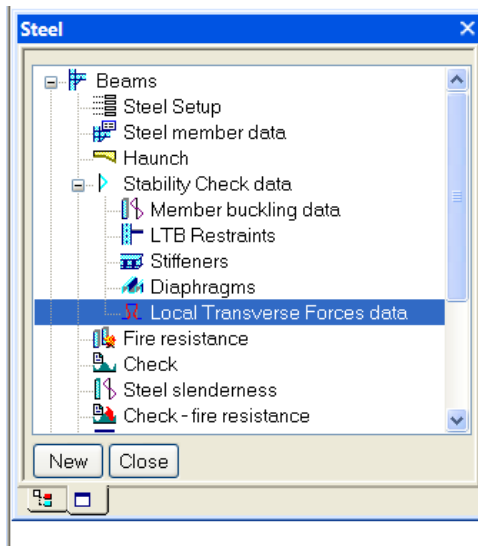 Steel
Beams
Steel Setup
Steel member data
Haunch
Stability Check data
Member buckling data
LTB Restraints
Stiffeners
Diaphragms
Local Transverse Forces data
Fire resistance
Check
Steel slenderness
Check - fire resistance
New Close